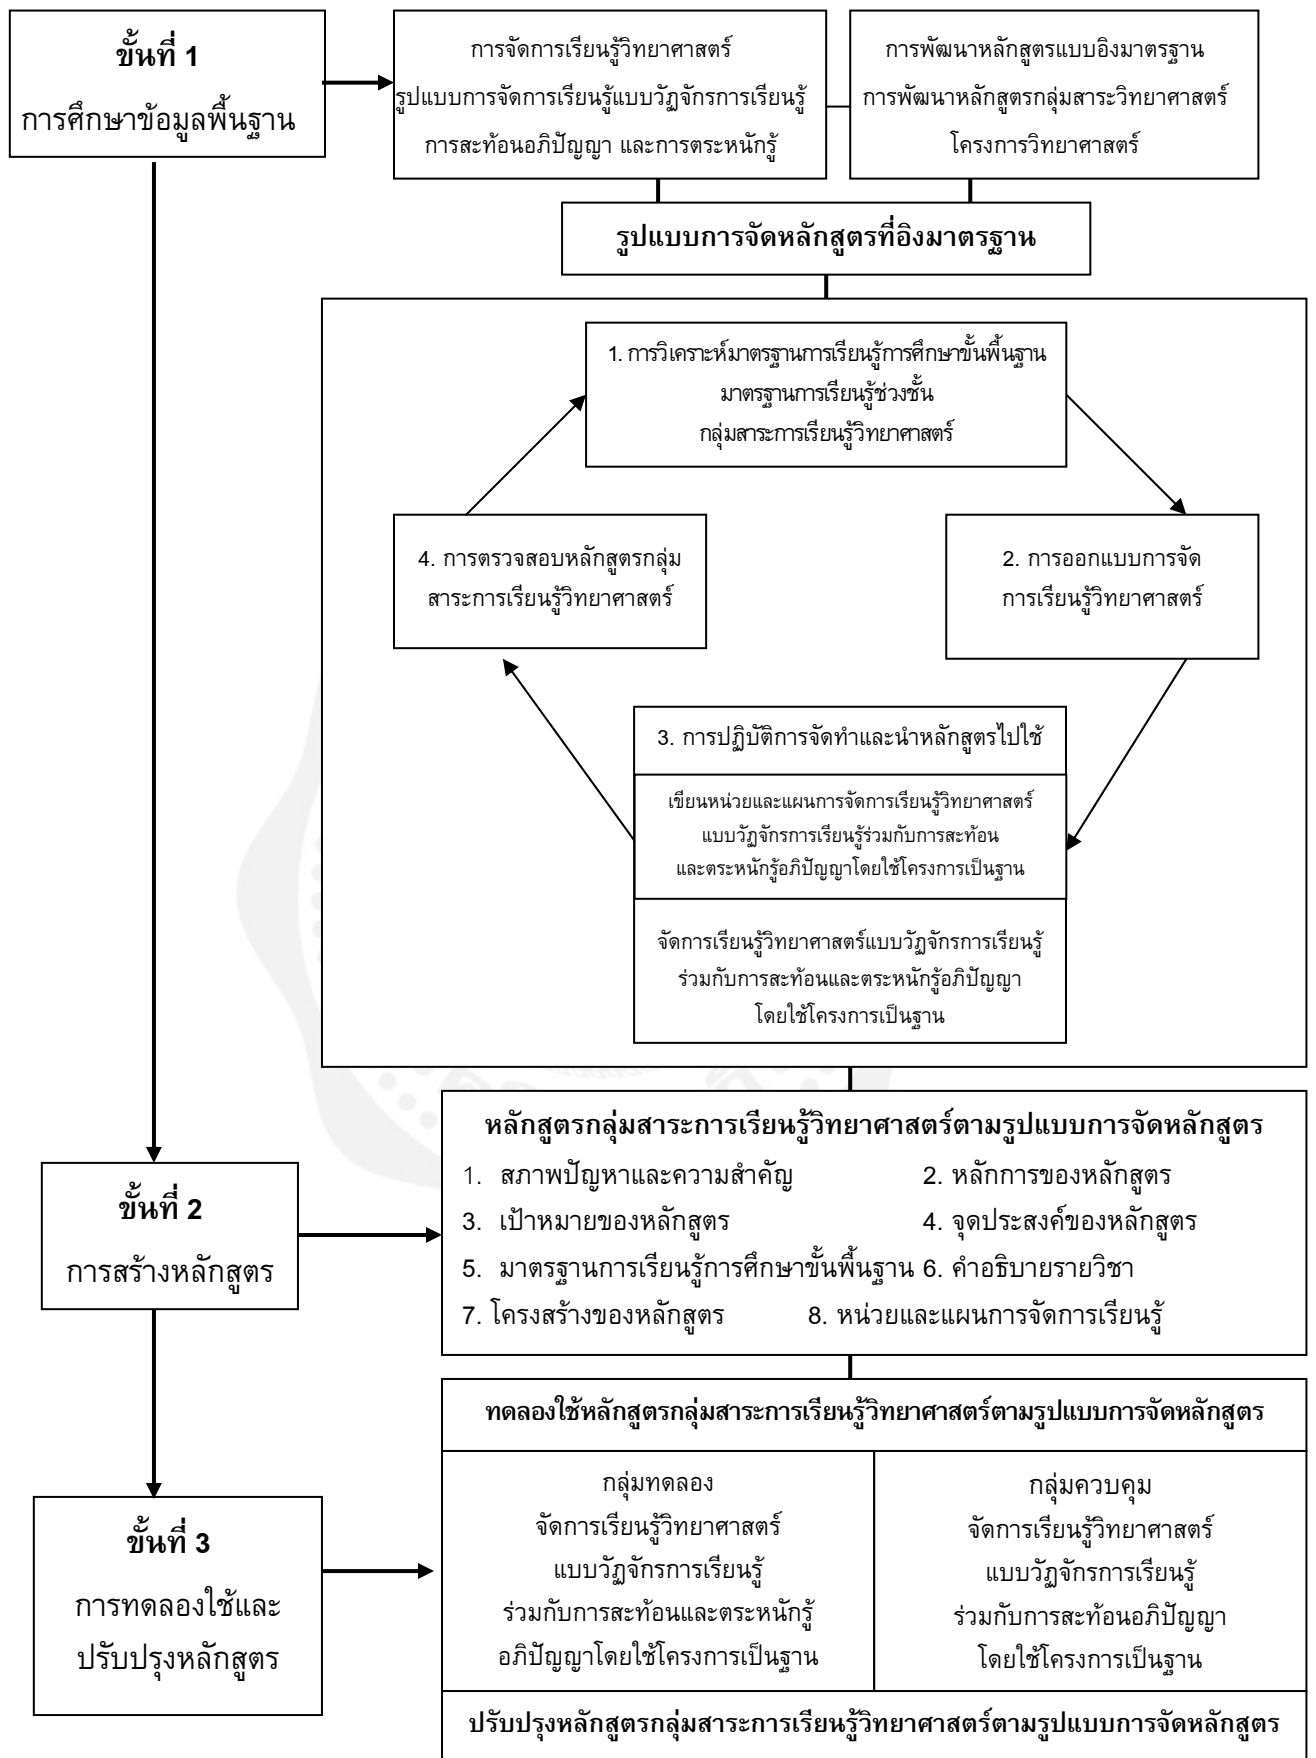 ขั้นที่ 1
การศึกษาข้อมูลพื้นฐาน
การจัดการเรียนรู้วิทยาศาสตร์
รูปแบบการจัดการเรียนรู้แบบวัฏจักรการเรียนรู้
การสะท้อนอภิปัญญา และการตระหนักรู้
การพัฒนาหลักสูตรแบบอิงมาตรฐาน
การพัฒนาหลักสูตรกลุ่มสาระวิทยาศาสตร์
โครงการวิทยาศาสตร์
รูปแบบการจัดหลักสูตรที่อิงมาตรฐาน
1. การวิเคราะห์มาตรฐานการเรียนรู้การศึกษาขั้นพื้นฐาน
มาตรฐานการเรียนรู้ช่วงชั้น
กลุ่มสาระการเรียนรู้วิทยาศาสตร์
2. การออกแบบการจัด
การเรียนรู้วิทยาศาสตร์
3. การปฏิบัติการจัดทำและนำหลักสูตรไปใช้
เขียนหน่วยและแผนการจัดการเรียนรู้วิทยาศาสตร์
แบบวัฏจักรการเรียนรู้ร่วมกับการสะท้อน
และตระหนักรู้อภิปัญญาโดยใช้โครงการเป็นฐาน
จัดการเรียนรู้วิทยาศาสตร์แบบวัฏจักรการเรียนรู้
ร่วมกับการสะท้อนและตระหนักรู้อภิปัญญา
โดยใช้โครงการเป็นฐาน
4. การตรวจสอบหลักสูตรกลุ่ม
สาระการเรียนรู้วิทยาศาสตร์
ขั้นที่ 2
การสร้างหลักสูตร
หลักสูตรกลุ่มสาระการเรียนรู้วิทยาศาสตร์ตามรูปแบบการจัดหลักสูตร
1. สภาพปัญหาและความสำคัญ 2. หลักการของหลักสูตร
3. เป้าหมายของหลักสูตร 4. จุดประสงค์ของหลักสูตร
5. มาตรฐานการเรียนรู้การศึกษาขั้นพื้นฐาน 6. คำอธิบายรายวิชา
7. โครงสร้างของหลักสูตร 8. หน่วยและแผนการจัดการเรียนรู้
ขั้นที่ 3
การทดลองใช้และ
ปรับปรุงหลักสูตร
ทดลองใช้หลักสูตรกลุ่มสาระการเรียนรู้วิทยาศาสตร์ตามรูปแบบการจัดหลักสูตร
กลุ่มทดลอง
จัดการเรียนรู้วิทยาศาสตร์
แบบวัฏจักรการเรียนรู้
ร่วมกับการสะท้อนและตระหนักรู้
อภิปัญญาโดยใช้โครงการเป็นฐาน
กลุ่มควบคุม
จัดการเรียนรู้วิทยาศาสตร์
แบบวัฏจักรการเรียนรู้
ร่วมกับการสะท้อนอภิปัญญา
โดยใช้โครงการเป็นฐาน
ปรับปรุงหลักสูตรกลุ่มสาระการเรียนรู้วิทยาศาสตร์ตามรูปแบบการจัดหลักสูตร